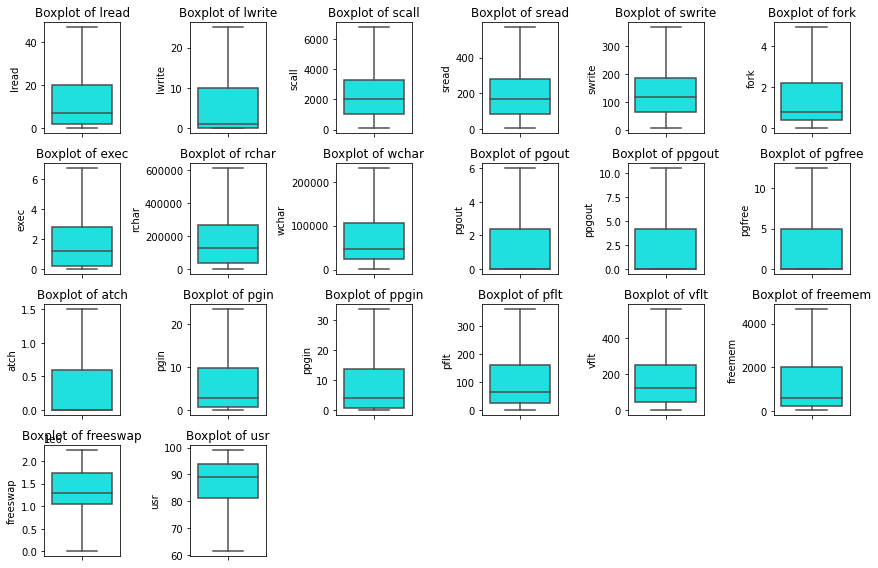 Boxplot of lread
Boxplot of lwrite
Boxplot of scall
Boxplot of sread
Boxplot of swrite
Boxplot of fork
40
20
0
lread
20
10
0
lwrite
6000
4000
2000
0
scall
400
200
0
sread
300
200
100
0
swrite
4
2
0
fork
Boxplot of exec
Boxplot of rchar
Boxplot of wchar
Boxplot of pgout
Boxplot of ppgout
Boxplot of pgfree
6
4
2
0
exec
600000
400000
200000
0
rchar
200000
100000
0
wchar
6
4
2
0
pgout
10.0
7.5
5.0
2.5
0.0
ppgout
10
5
0
pgfree
Boxplot of atch
Boxplot of pgin
Boxplot of ppgin
Boxplot of pflt
Boxplot of vflt
Boxplot of freemem
1.5
1.0
0.5
0.0
atch
20
10
0
pgin
30
20
10
0
ppgin
300
200
100
0
pflt
400
200
0
vflt
4000
2000
0
freemem
Boxplot of freeswap
Boxplot of usr
1e6
2.0
1.5
1.0
0.5
0.0
freeswap
100
90
80
70
60
usr